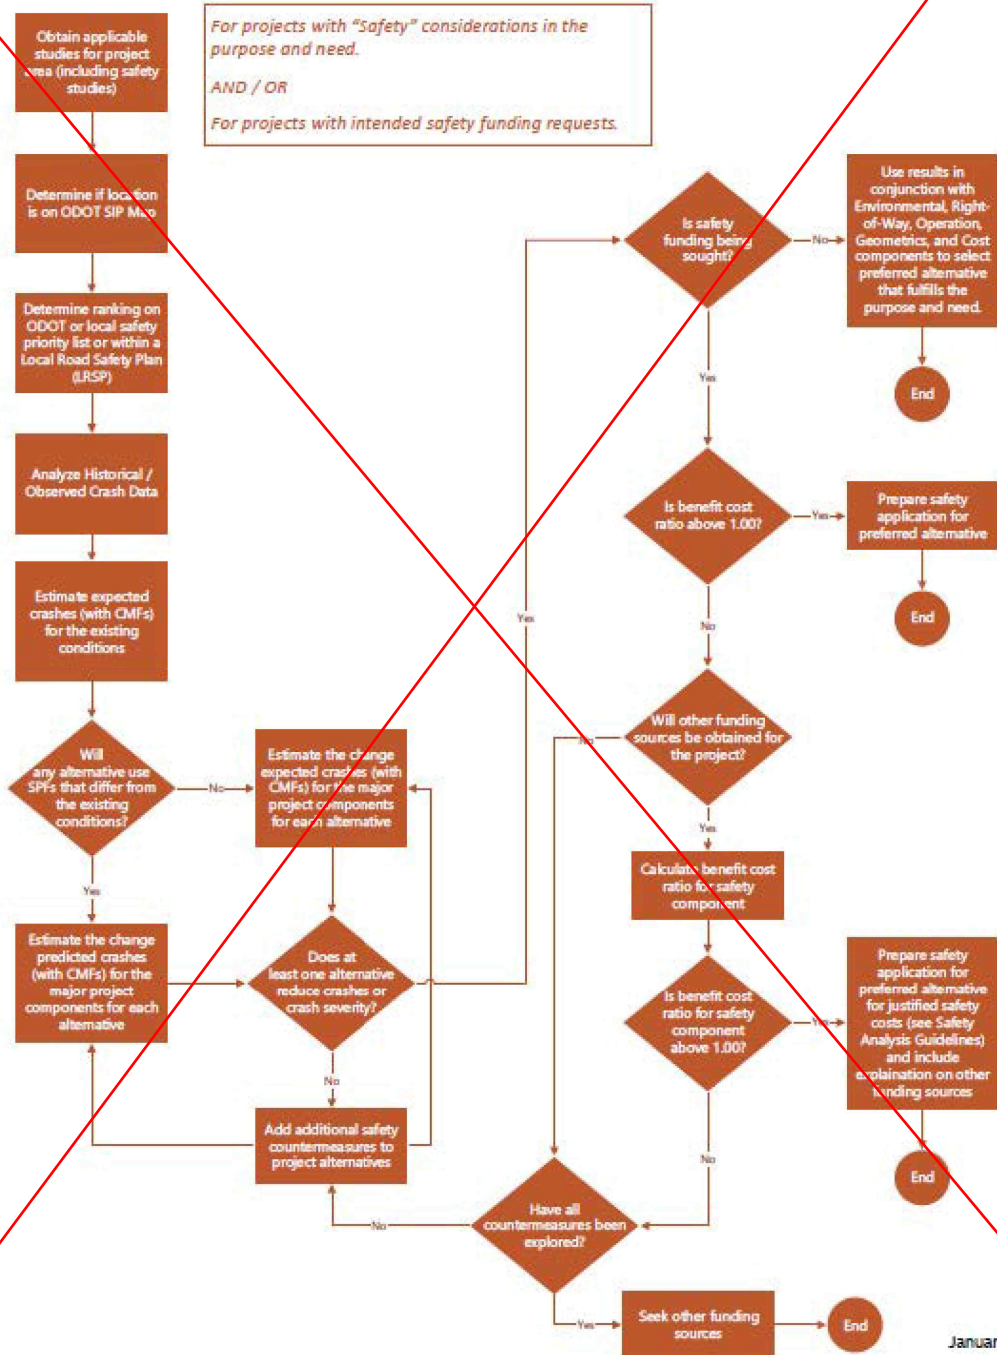 For projects with “Safety” considerations in the
purpose and need.
AND / OR
For projects with intended safety funding requests.
Obtain applicable
studies for project
area (including safety
studies)
Determine if location
is on ODOT SIP Map
Determine ranking on
ODOT or local safety
priority list or within a
Local Road Safety Plan
(LRSP)
Analyze Historical /
Observed Crash Data
Estimate expected
crashes (with CMFs)
for the existing
conditions
Will
any alternative use
SPFs that differ from
the existing
conditions?
No
Yes
Estimate the change
expected crashes (with
CMFs) for the major
project components
for each alternative
Estimate the change
predicted crashes
(with CMFs) for the
major project
components for each
alternative
Does at
least one alternative
reduce crashes or
crash severity?
Yes
No
Add additional safety
countermeasures to
project alternatives
Is safety
funding being
sought?
No
Use results in
conjunction with
Environmental, Right-
of-Way, Operation,
Geometrics, and Cost
components to select
preferred alternative
that fulfills the
purpose and need.
End
Yes
Is benefit cost
ratio above 1.00?
Yes
Prepare safety
application for
preferred alternative
End
No
Will other funding
sources be obtained for
the project?
No
Yes
Calculate benefit cost
ratio for safety
component
Is benefit cost
ratio for safety
component
above 1.00?
Yes
Prepare safety
application for
preferred alternative
for justified safety
costs (see Safety
Analysis Guidelines)
and include
explaination on other
funding sources
End
No
Have all
countermeasures been
explored?
No
Yes
Seek other funding
sources
End
Januar